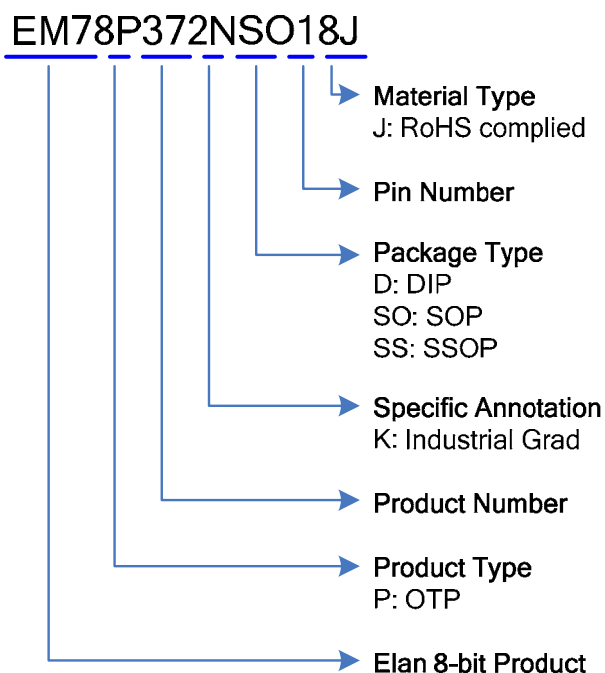 EM78P372NSO18J
Material Type
J: RoHS complied
Pin Number
Package Type
D: DIP
SO: SOP
SS: SSOP
Specific Annotation
K: Industrial Grad
Product Number
Product Type
P: OTP
Elan 8-bit Product